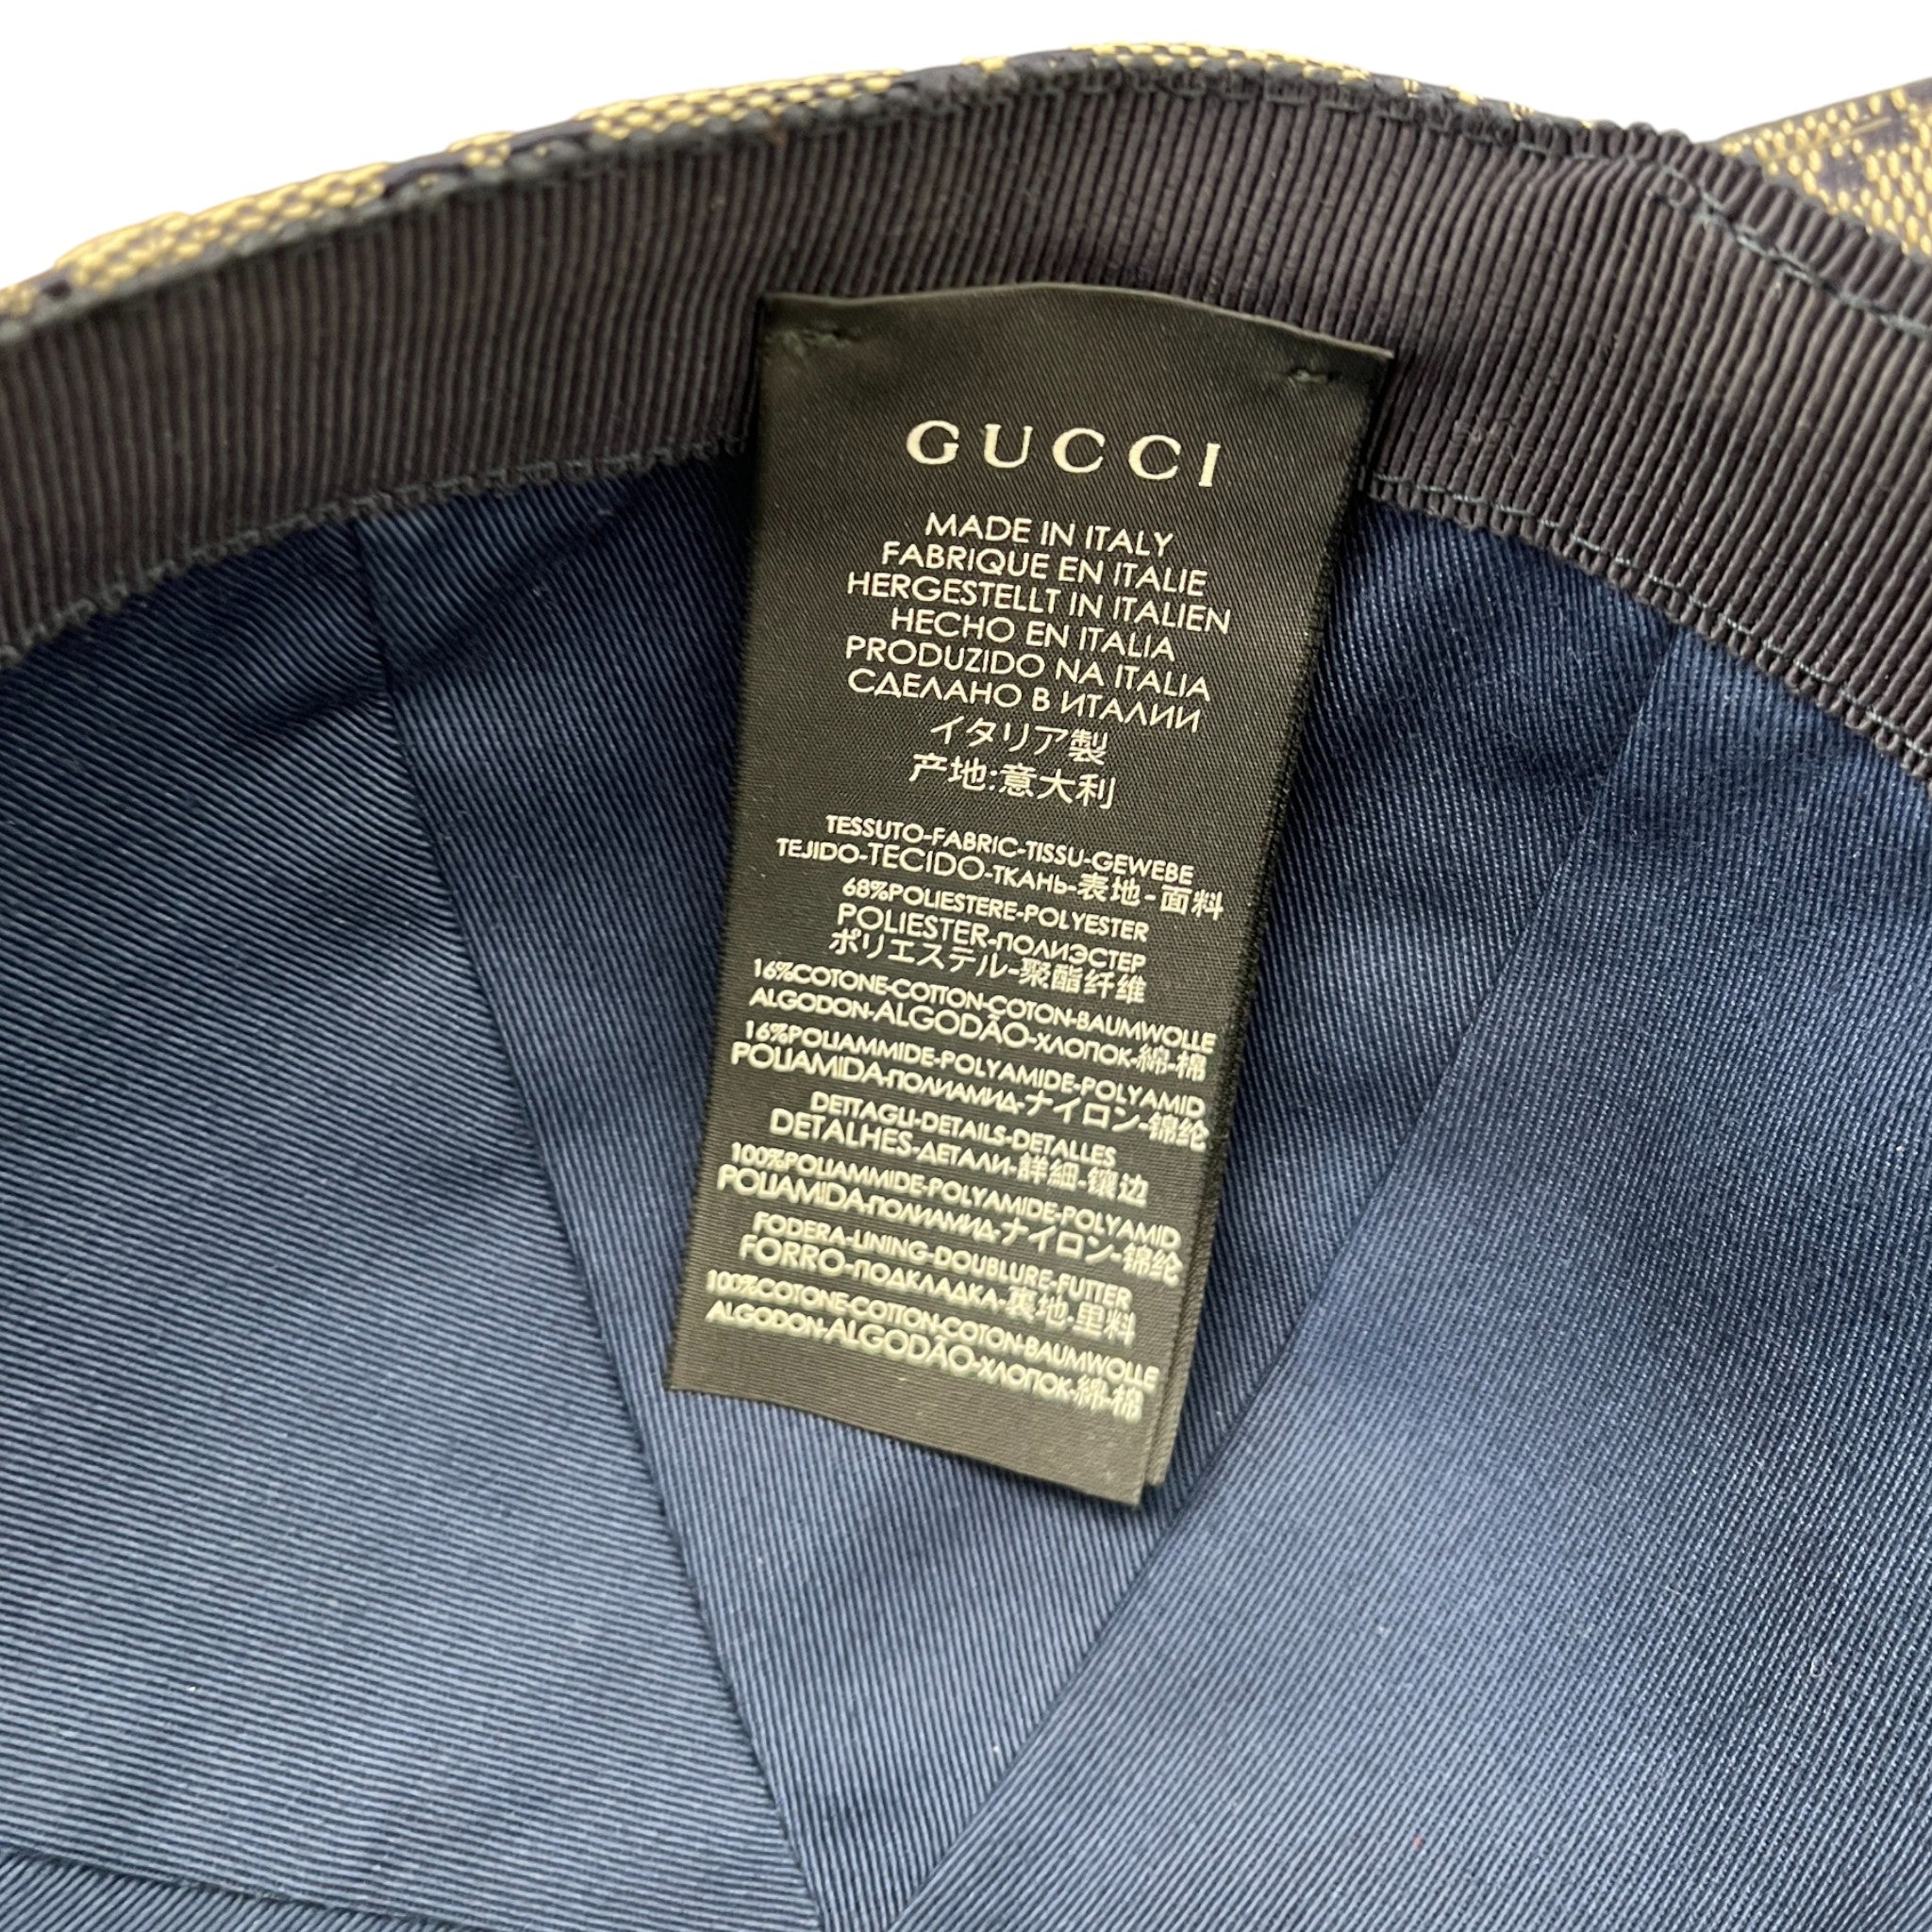 GUCCI
MADE IN ITALY
FABRIQUE EN ITALIE
HERGESTELLT IN ITALIEN
HECHO EN ITALIA
PRODUZIDO NA ITALIA
СДЕЛАНО В ИТАЛИИ
イタリア製
产地:意大利
TESSUTO-FABRIC-TISSU-GEWEBE
TEJIDO-TECIDO-ТКАНЬ-表地-面料
68%POLIESTERE-POLYESTER
POLIESTER-ПОЛИЭСТЕР
ポリエステル-聚酯纤维
16%COTONE-COTTON-COTON-BAUMWOLLE
ALGODON-ALGODÃO-ХЛОПОК-綿-棉
16%POLIAMMIDE-POLYAMIDE-POLYAMID
POLIAMIDA-ПОЛИАМИД-ナイロン-锦纶
DETTAGLI-DETAILS-DETALLES
DETALHES-ДЕТАЛИ-詳細-镶边
100%POLIAMMIDE-POLYAMIDE-POLYAMID
POLIAMIDA-ПОЛИАМИД-ナイロン-锦纶
FODERA-LINING-DOUBLURE-FUTTER
FORRO-ПОДКЛАДКА-裏地-里料
100%COTONE-COTTON-COTON-BAUMWOLLE
ALGODON-ALGODÃO-ХЛОПОК-綿-棉